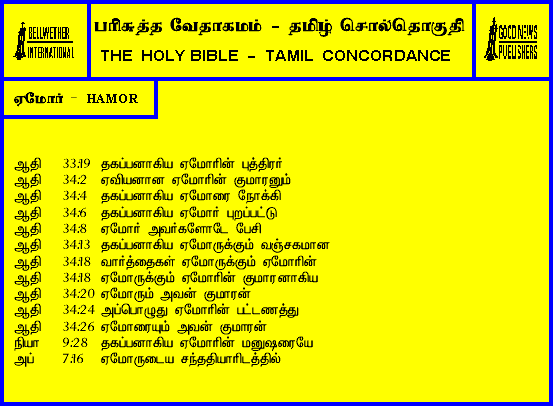 BELLWETHER
INTERNATIONAL
பரிசுத்த வேதாகமம் - தமிழ் சொல்தொகுதி
THE HOLY BIBLE - TAMIL CONCORDANCE
GOOD NEWS
PUBLISHERS
ஏமோர் - HAMOR
ஆதி 33:19 தகப்பனாகிய ஏமோரின் புத்திரர்
ஆதி 34:2 ஏவியனான ஏமோரின் குமாரனும்
ஆதி 34:4 தகப்பனாகிய ஏமோரை நோக்கி
ஆதி 34:6 தகப்பனாகிய ஏமோர் புறப்பட்டு
ஆதி 34:8 ஏமோர் அவர்களோடே பேசி
ஆதி 34:13 தகப்பனாகிய ஏமோருக்கும் வஞ்சகமான
ஆதி 34:18 வார்த்தைகள் ஏமோருக்கும் ஏமோரின்
ஆதி 34:18 ஏமோருக்கும் ஏமோரின் குமாரனாகிய
ஆதி 34:20 ஏமோரும் அவன் குமாரன்
ஆதி 34:24 அப்பொழுது ஏமோரின் பட்டணத்து
ஆதி 34:26 ஏமோரையும் அவன் குமாரன்
நியா 9:28 தகப்பனாகிய ஏமோரின் மனுஷரையே
அப் 7:16 ஏமோருடைய சந்ததியாரிடத்தில்